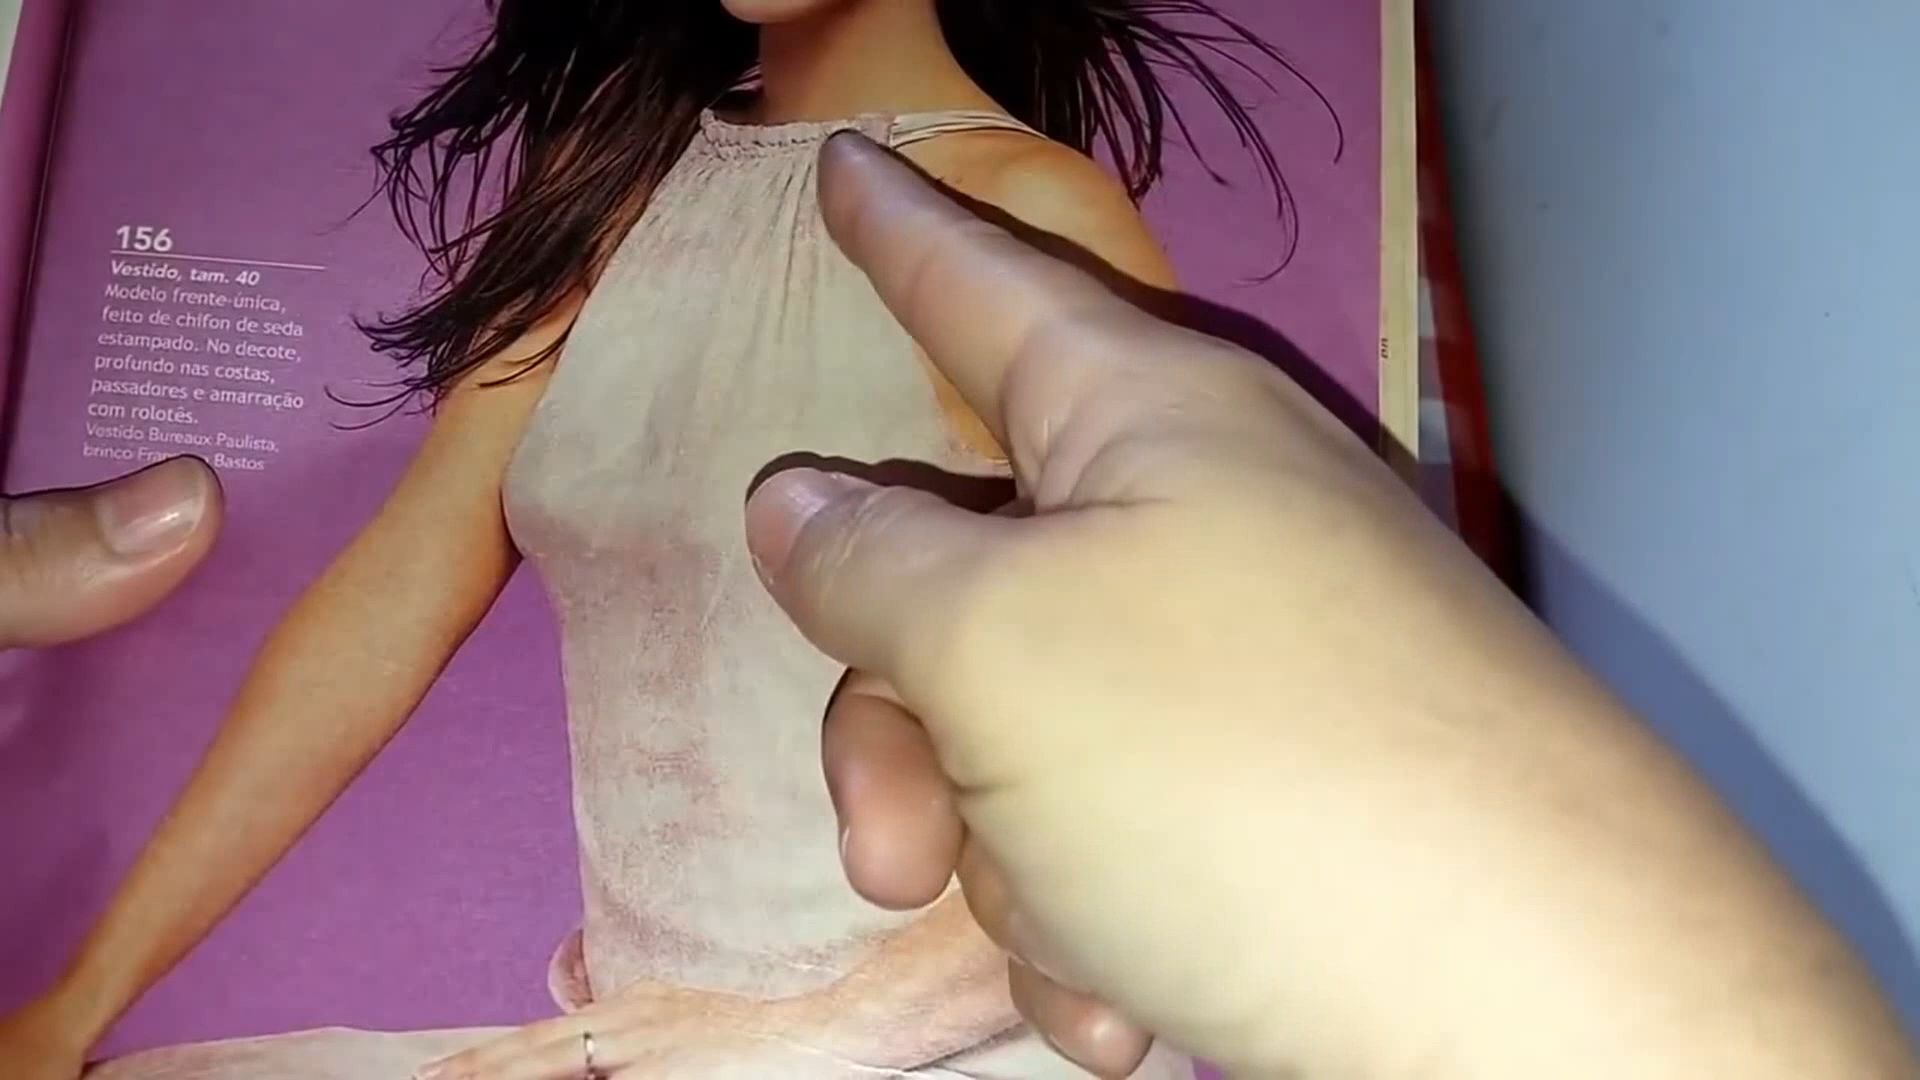 156
Vestido, tam. 40
Modelo frente-única,
feito de chifon de seda
estampado. No decote,
profundo nas costas,
passadores e amarração
com rolotês.
Vestido Bureaux Paulista,
brinco Bastos